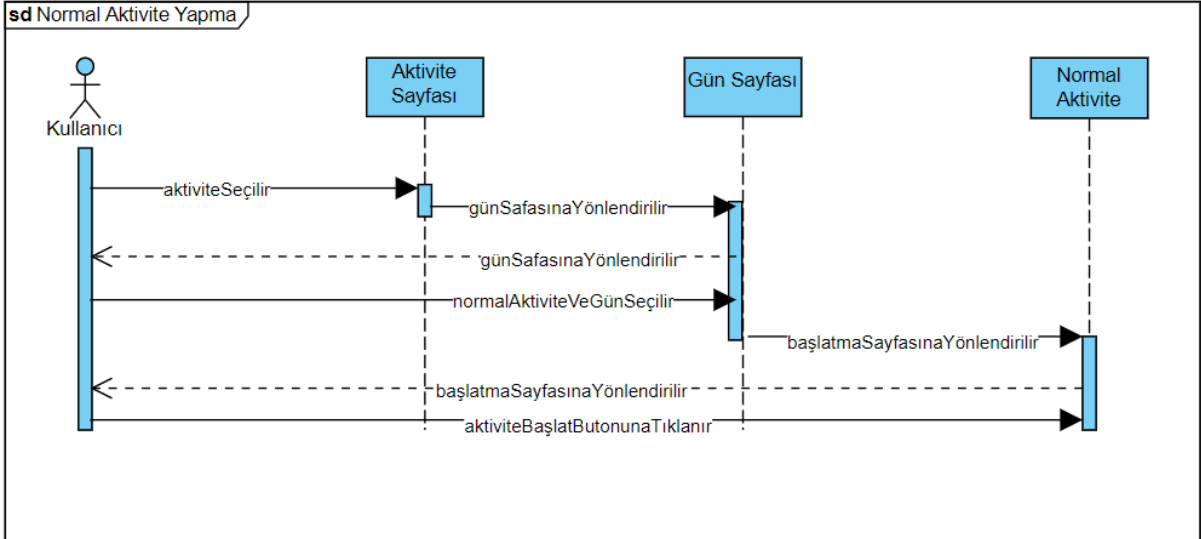 sd Normal Aktivite Yapma
Kullanıcı
Aktivite
Sayfası
Gün Sayfası
Normal
Aktivite
aktiviteSeçilir
günSafasınaYönlendirilir
günSafasınaYönlendirilir
normalAktiviteVeGünSeçilir
başlatmaSayfasınaYönlendirilir
başlatmaSayfasınaYönlendirilir
aktiviteBaşlatButonunaTıklanır